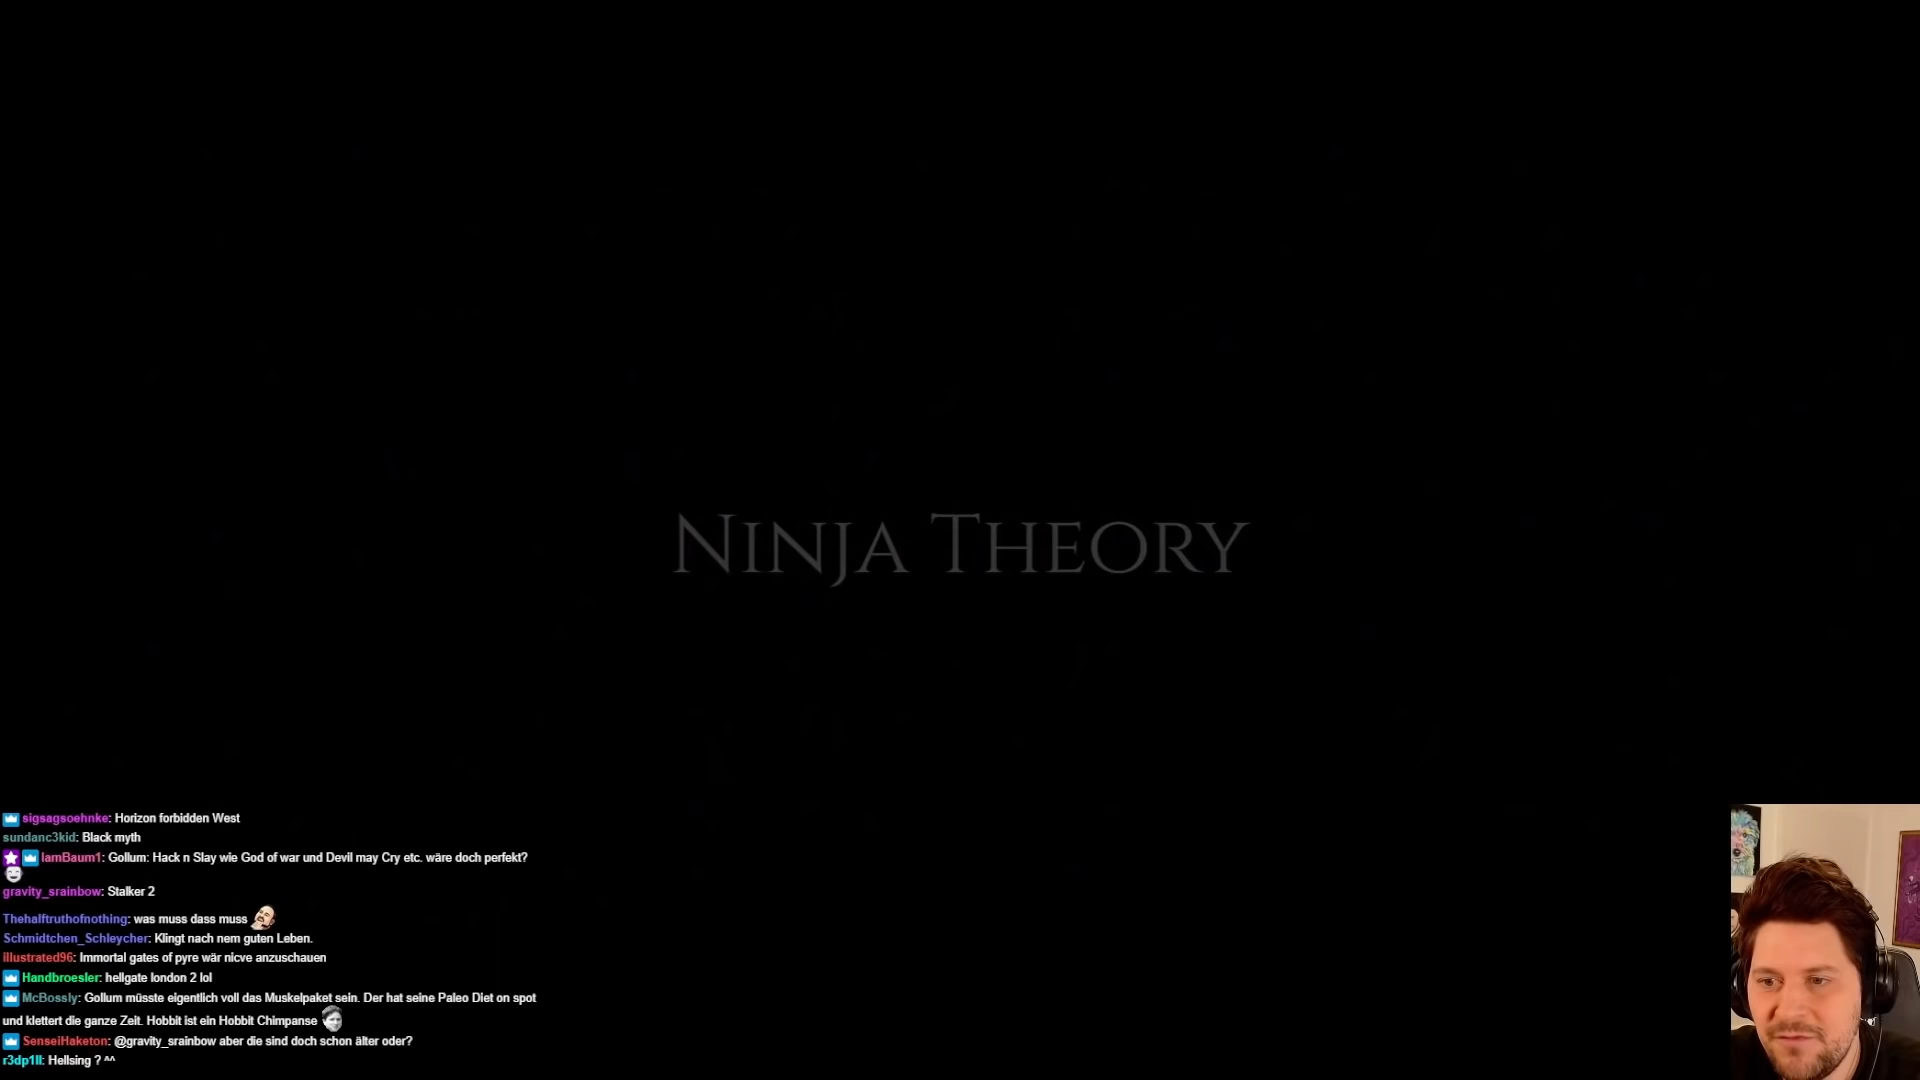 NINJA THEORY
sigsagsoehnke: Horizon forbidden West
sundanc3kid: Black myth
IamBaum1: Gollum: Hack n Slay wie God of war und Devil may Cry etc. wäre doch perfekt?
gravity_srainbow: Stalker 2
Thehalftruthofnothing: was muss dass muss
Schmidtchen_Schleycher: Klingt nach nem guten Leben.
illustrated96: Immortal gates of pyre wär nicve anzuschauen
Handbroesler: hellgate london 2 lol
McBossly: Gollum müsste eigentlich voll das Muskelpaket sein. Der hat seine Paleo Diet on spot
und klettert die ganze Zeit. Hobbit ist ein Hobbit Chimpanse
SenseiHaketon: @gravity_srainbow aber die sind doch schon älter oder?
r3dp1ll: Hellsing ? ^^